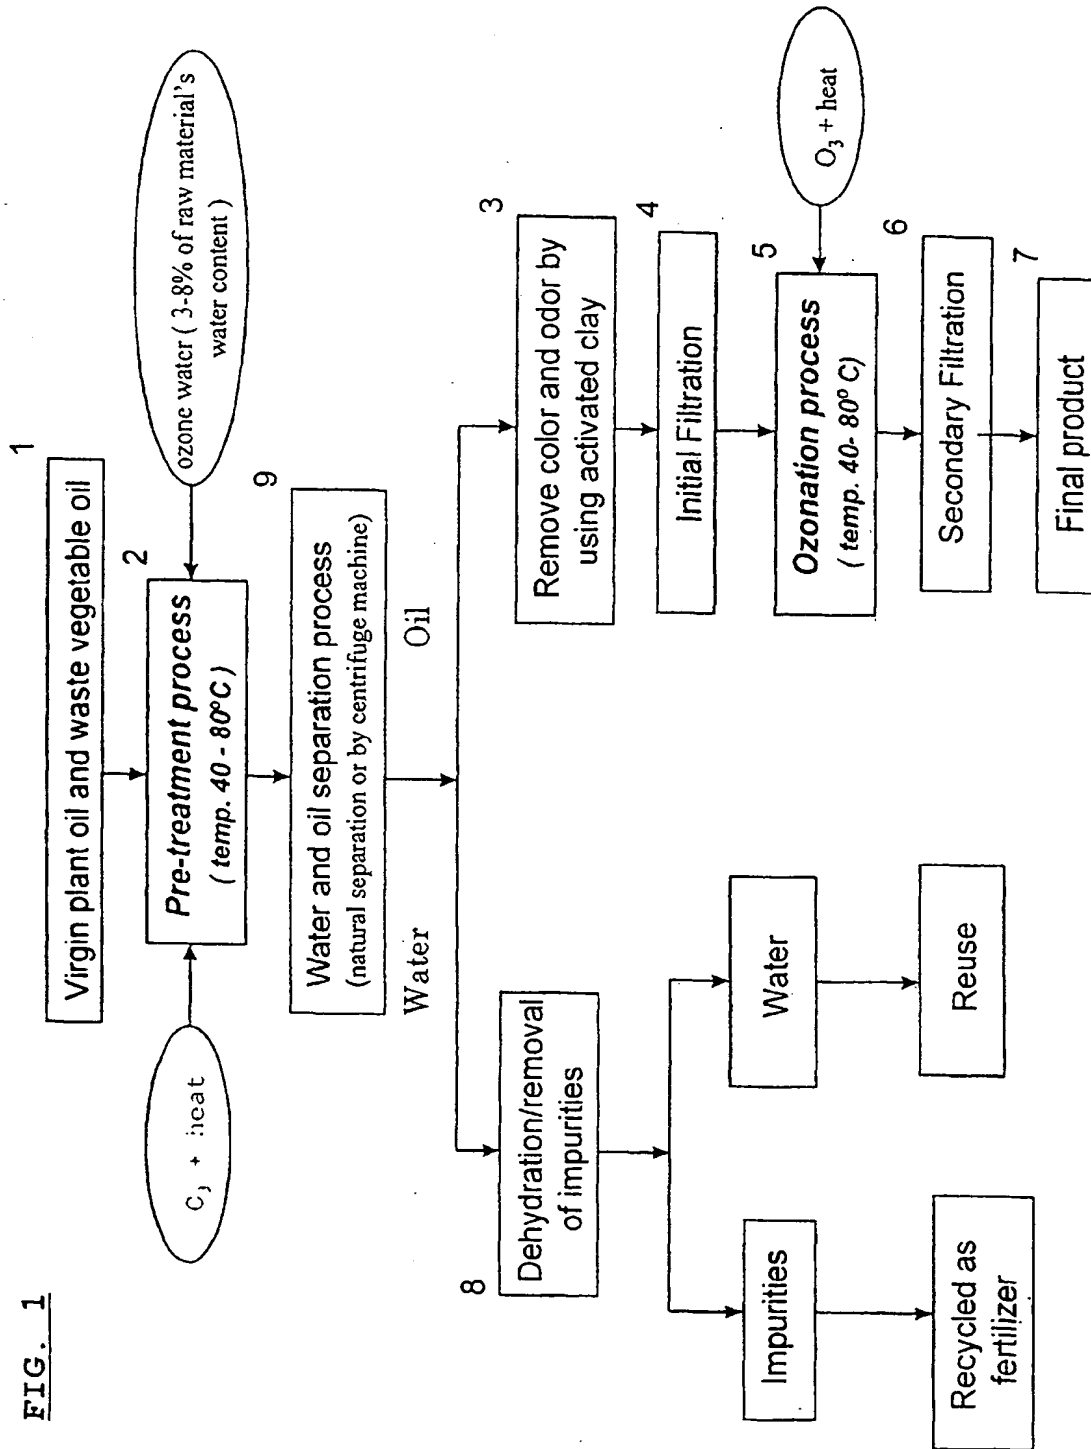 FIG. 1
1
Virgin plant oil and waste vegetable oil
2
Pre-treatment process
( temp. 40 - 80°C )
C₃ + heat
ozone water ( 3-8% of raw material's
water content )
9
Water and oil separation process
(natural separation or by centrifuge machine)
Water
Oil
8
Dehydration/removal
of impurities
Impurities
Water
Recycled as
fertilizer
Reuse
3
Remove color and odor by
using activated clay
4
Initial Filtration
5
Ozonation process
( temp. 40- 80° C)
O₃ + heat
6
Secondary Filtration
7
Final product